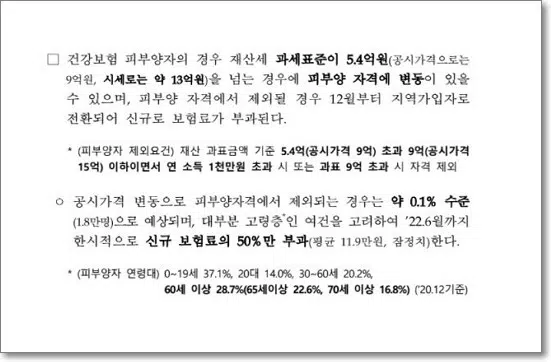 □ 건강보험 피부양자의 경우 재산세 과세표준이 5.4억원(공시가격으로는
9억원, 시세로는 약 13억원)을 넘는 경우에 피부양 자격에 변동이 있을
수 있으며, 피부양 자격에서 제외될 경우 12월부터 지역가입자로
전환되어 신규로 보험료가 부과된다.
* (피부양자 제외요건) 재산 과표금액 기준 5.4억(공시가격 9억) 초과 9억(공시가격
15억) 이하이면서 연 소득 1천만원 초과 시 또는 과표 9억 초과 시 자격 제외
○ 공시가격 변동으로 피부양자격에서 제외되는 경우는 약 0.1% 수준
(1.8만명)으로 예상되며, 대부분 고령층*인 여건을 고려하여 '22.6월까지
한시적으로 신규 보험료의 50%만 부과(평균 11.9만원, 잠정치)한다.
* (피부양자 연령대) 0~19세 37.1%, 20대 14.0%, 30~60세 20.2%,
60세 이상 28.7%(65세이상 22.6%, 70세 이상 16.8%) ('20.12기준)